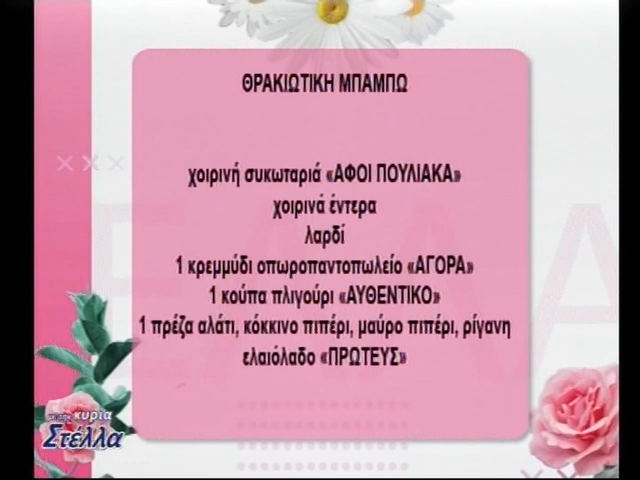 ΘΡΑΚΙΩΤΙΚΗ ΜΠΑΜΠΩ
χοιρινή συκωταριά «ΑΦΟΙ ΠΟΥΛΙΑΚΑ»
χοιρινά έντερα
λαρδί
1 κρεμμύδι οπωροπαντοπωλείο «ΑΓΟΡΑ»
1 κούπα πλιγούρι «ΑΥΘΕΝΤΙΚΟ»
1 πρέζα αλάτι, κόκκινο πιπέρι, μαύρο πιπέρι, ρίγανη
ελαιόλαδο «ΠΡΩΤΕΥΣ»
κυρία
Στέλλα